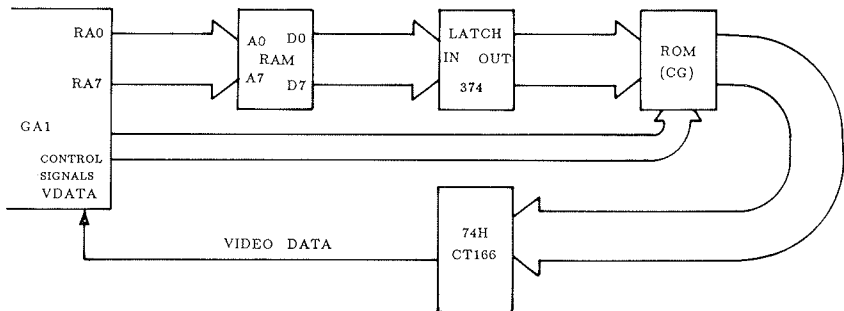 RA0
RA7
GA1
CONTROL
SIGNALS
VDATA
A0 D0
RAM
A7 D7
LATCH
IN OUT
374
ROM
(CG)
74H
CT166
VIDEO DATA